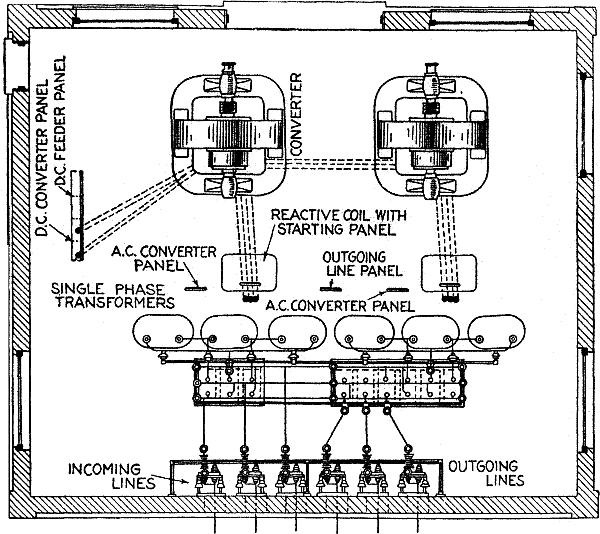 D.C. CONVERTER PANEL
D.C. FEEDER PANEL
CONVERTER
REACTIVE COIL WITH
STARTING PANEL
A.C. CONVERTER
PANEL
OUTGOING
LINE PANEL
SINGLE PHASE
TRANSFORMERS
A.C. CONVERTER PANEL
INCOMING
LINES
OUTGOING
LINES